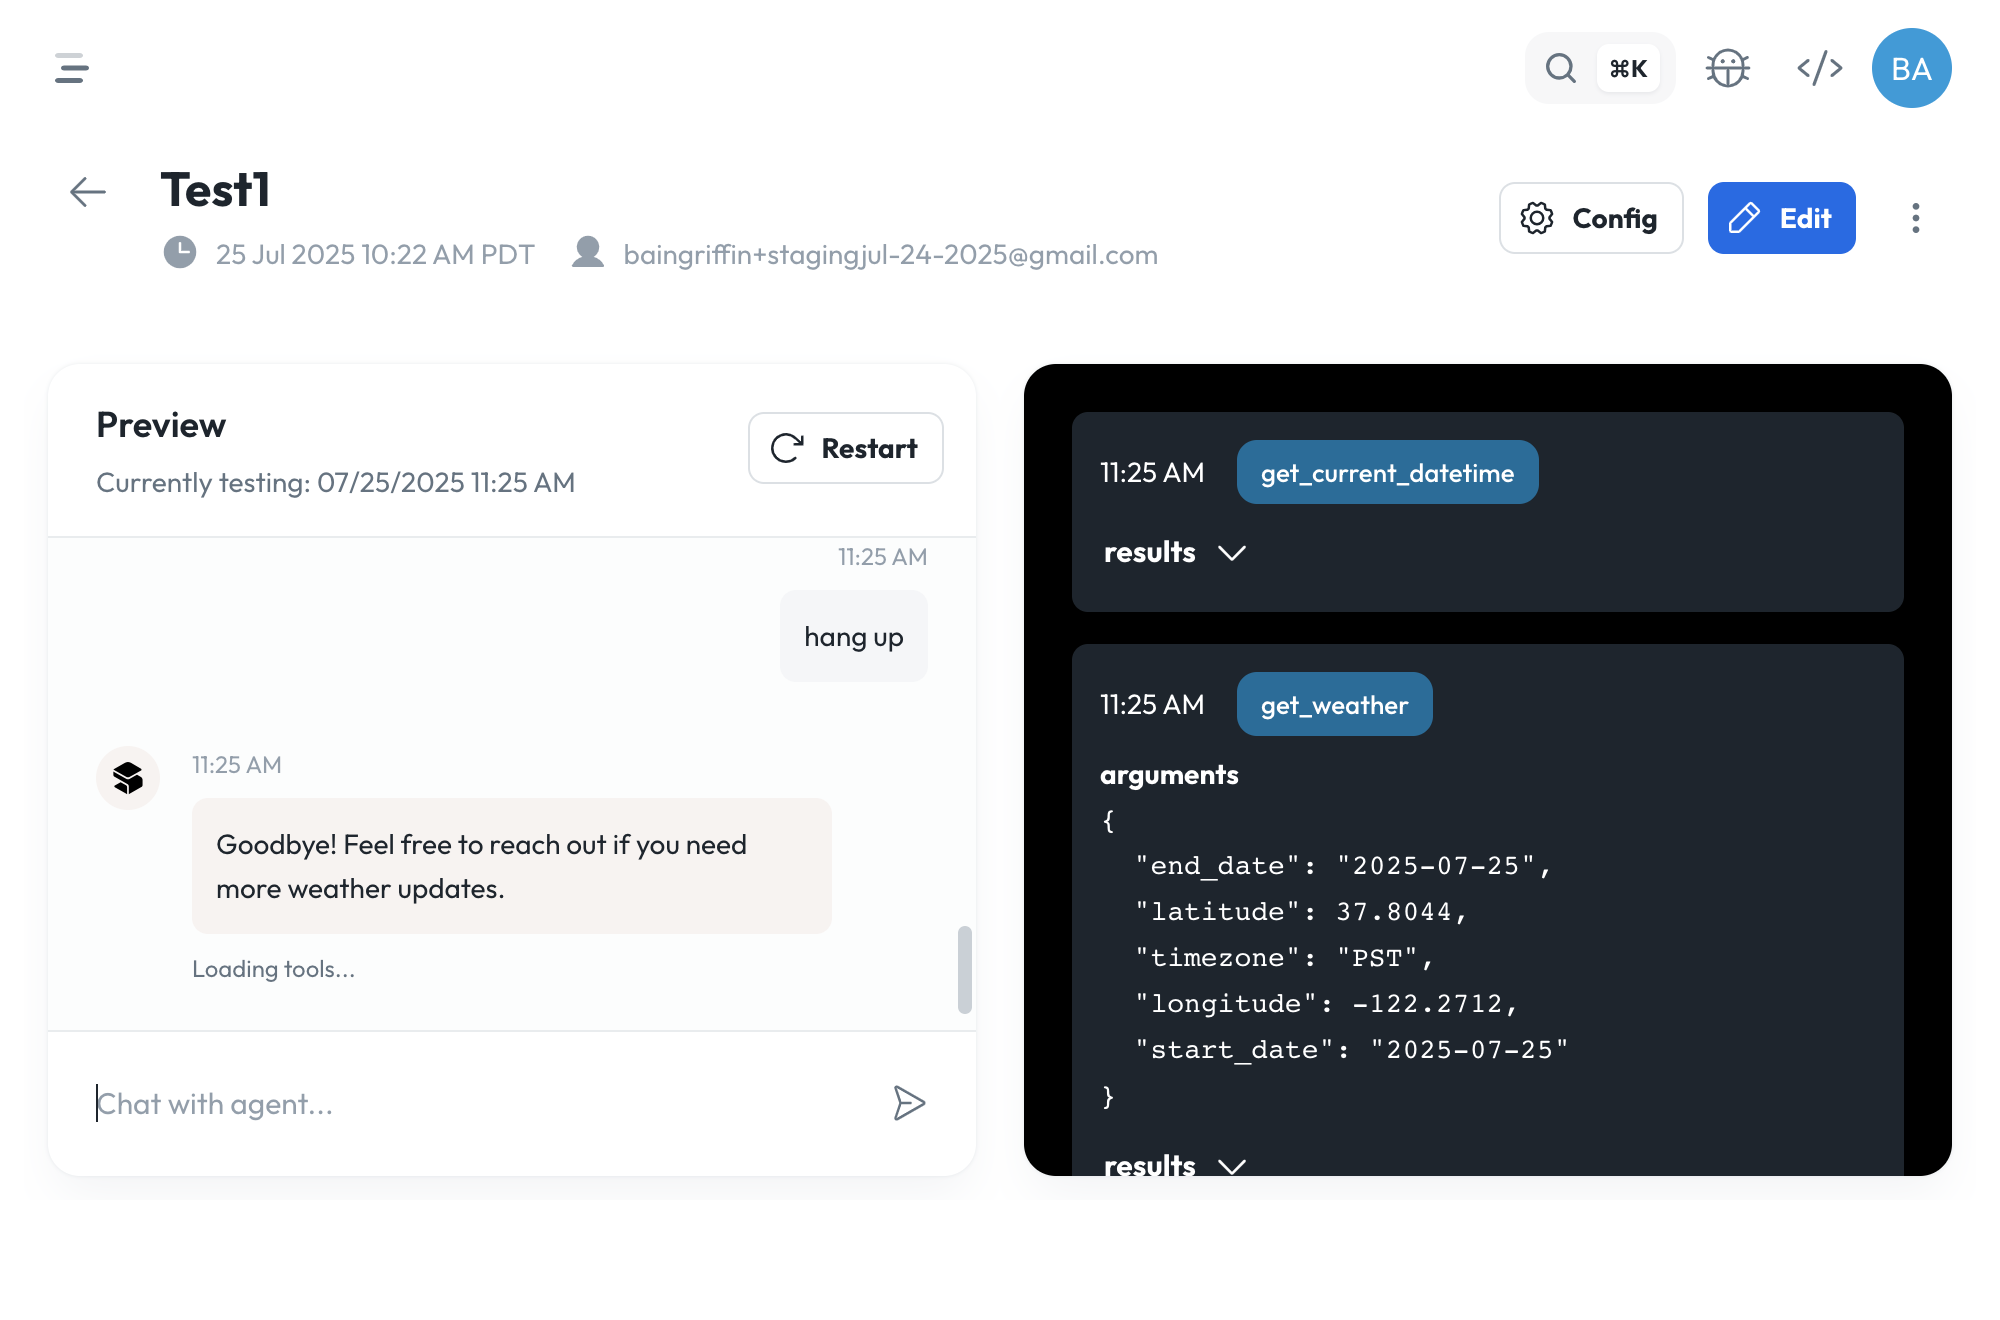 ⌘K
BA
Test1
25 Jul 2025 10:22 AM PDT
baingriffin+stagingjul-24-2025@gmail.com
Config
Edit
Preview
Currently testing: 07/25/2025 11:25 AM
Restart
11:25 AM
hang up
11:25 AM
Goodbye! Feel free to reach out if you need
more weather updates.
Loading tools...
Chat with agent...
11:25 AM
get_current_datetime
results
11:25 AM
get_weather
arguments
{
"end_date": "2025-07-25",
"latitude": 37.8044,
"timezone": "PST",
"longitude": -122.2712,
"start_date": "2025-07-25"
}
results